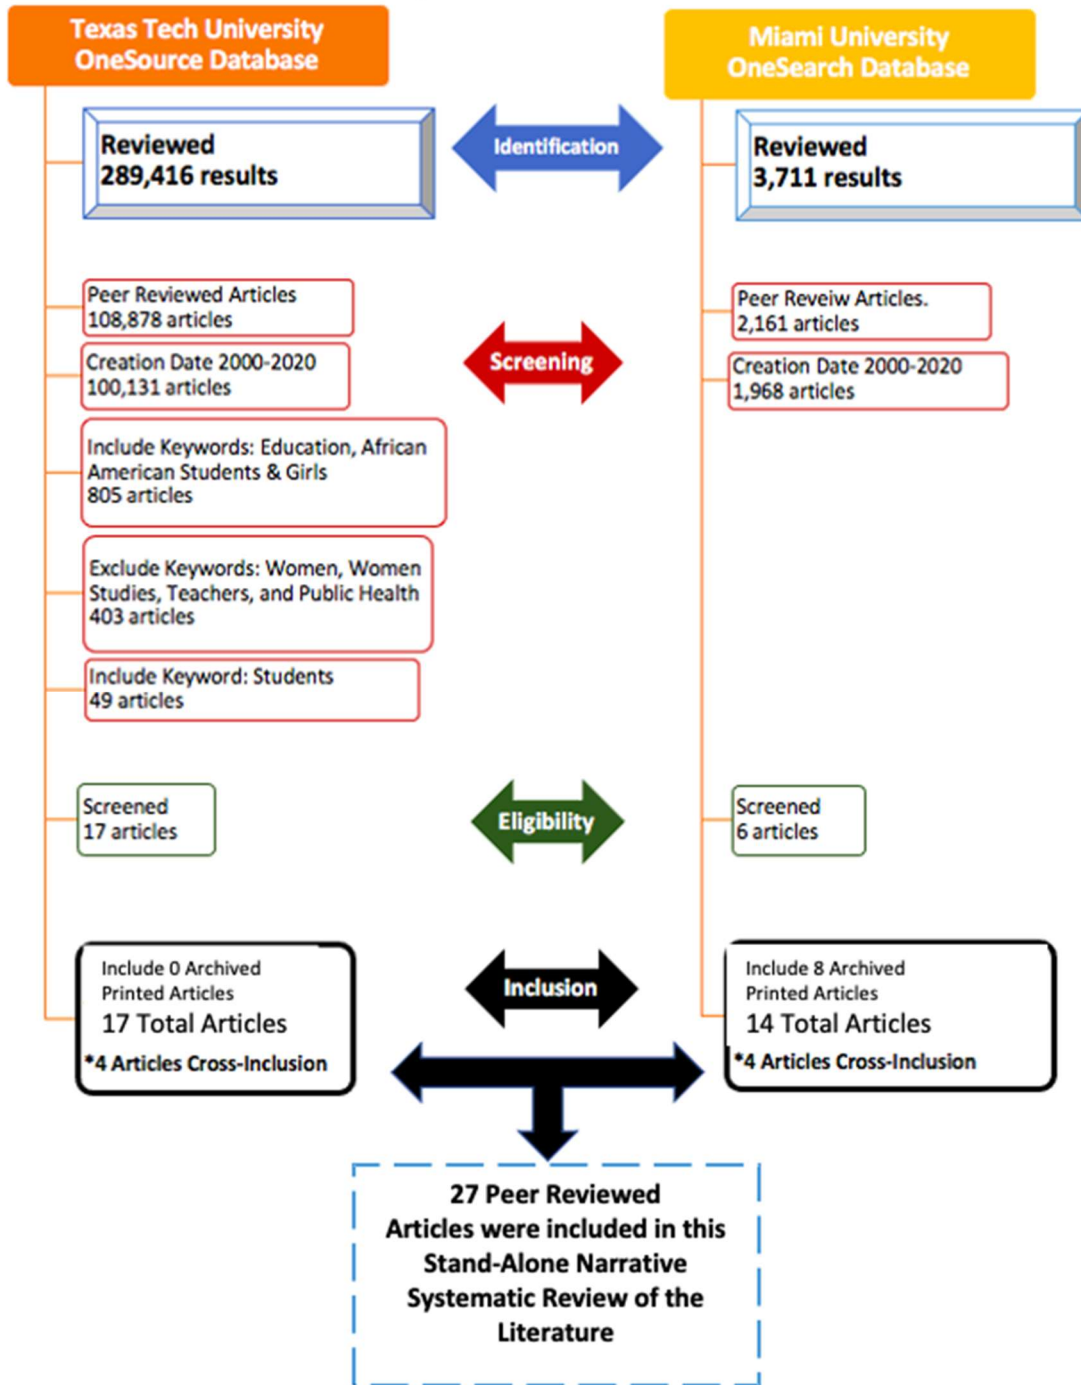 Texas Tech University
OneSource Database
Miami University
OneSearch Database
Reviewed
289,416 results
Identification
Reviewed
3,711 results
Peer Reviewed Articles
108,878 articles
Creation Date 2000-2020
100,131 articles
Include Keywords: Education, African
American Students & Girls
805 articles
Exclude Keywords: Women, Women
Studies, Teachers, and Public Health
403 articles
Include Keyword: Students
49 articles
Screening
Peer Reveiw Articles.
2,161 articles
Creation Date 2000-2020
1,968 articles
Screened
17 articles
Eligibility
Screened
6 articles
Include 0 Archived
Printed Articles
17 Total Articles
*4 Articles Cross-Inclusion
Inclusion
Include 8 Archived
Printed Articles
14 Total Articles
*4 Articles Cross-Inclusion
27 Peer Reviewed
Articles were included in this
Stand-Alone Narrative
Systematic Review of the
Literature